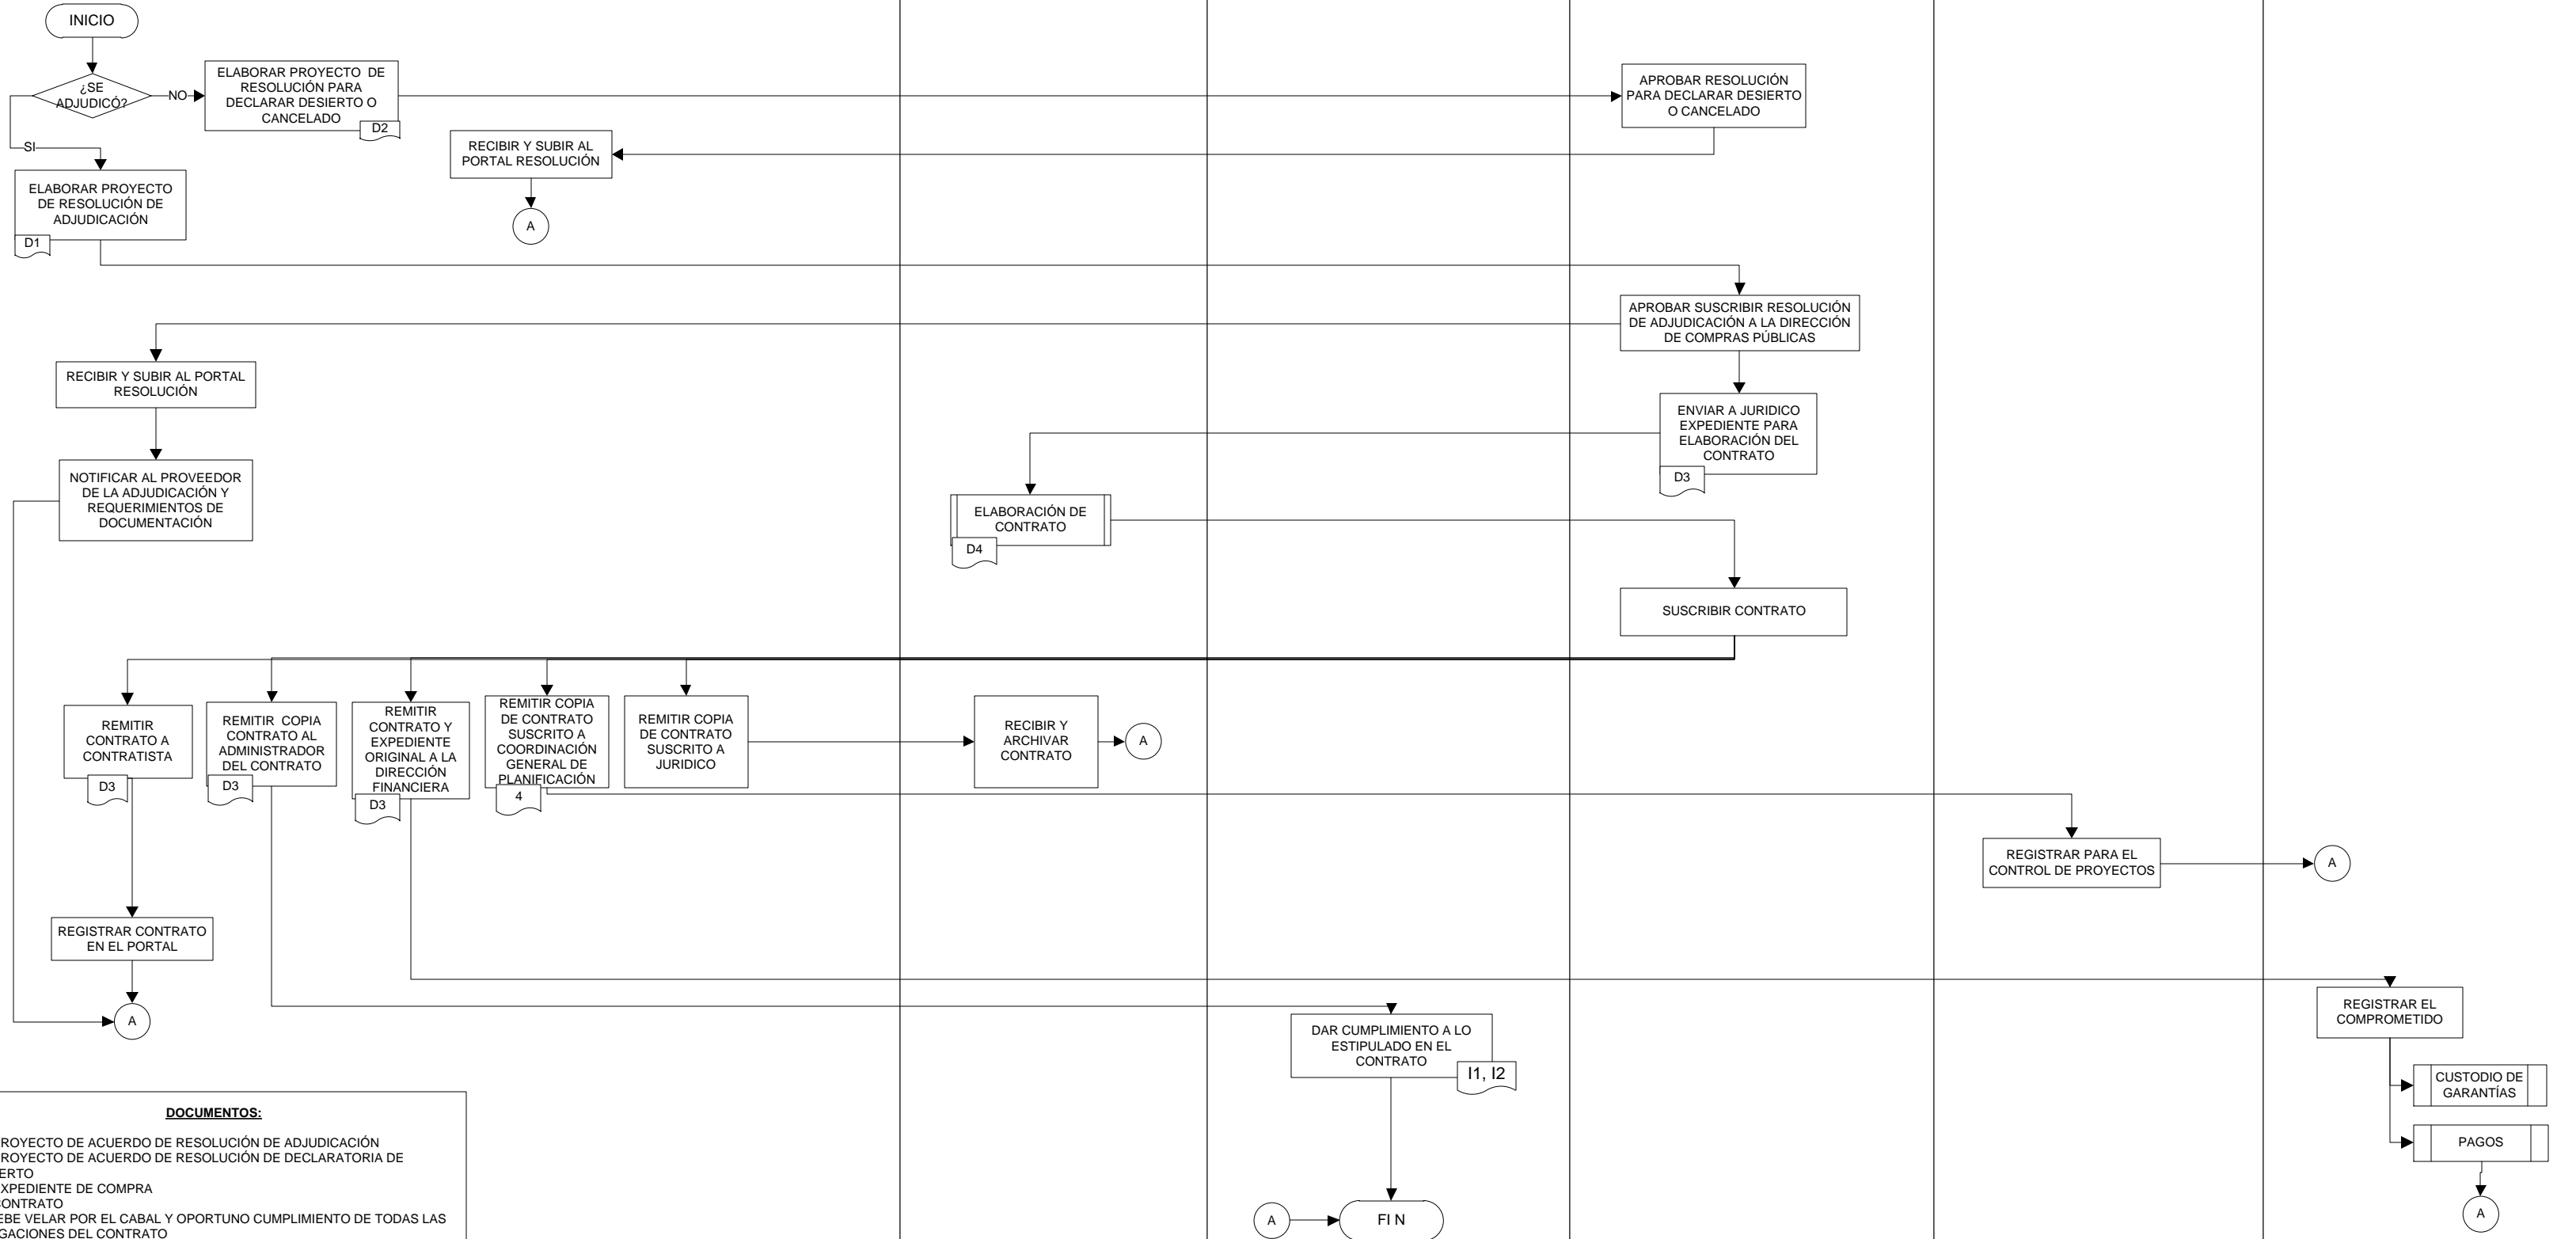 INICIO
¿SE
ADJUDICÓ?
NO
ELABORAR PROYECTO DE
RESOLUCIÓN PARA
DECLARAR DESIERTO O
CANCELADO
D2
APROBAR RESOLUCIÓN
PARA DECLARAR DESIERTO
O CANCELADO
RECIBIR Y SUBIR AL
PORTAL RESOLUCIÓN
A
SI
ELABORAR PROYECTO
DE RESOLUCIÓN DE
ADJUDICACIÓN
D1
APROBAR SUSCRIBIR RESOLUCIÓN
DE ADJUDICACIÓN A LA DIRECCIÓN
DE COMPRAS PÚBLICAS
RECIBIR Y SUBIR AL PORTAL
RESOLUCIÓN
ENVIAR A JURIDICO
EXPEDIENTE PARA
ELABORACIÓN DEL
CONTRATO
D3
NOTIFICAR AL PROVEEDOR
DE LA ADJUDICACIÓN Y
REQUERIMIENTOS DE
DOCUMENTACIÓN
ELABORACIÓN DE
CONTRATO
D4
SUSCRIBIR CONTRATO
REMITIR
CONTRATO A
CONTRATISTA
D3
REMITIR COPIA
CONTRATO AL
ADMINISTRADOR
DEL CONTRATO
D3
REMITIR
CONTRATO Y
EXPEDIENTE
ORIGINAL A LA
DIRECCIÓN
FINANCIERA
D3
REMITIR COPIA
DE CONTRATO
SUSCRITO A
COORDINACIÓN
GENERAL DE
PLANIFICACIÓN
4
REMITIR COPIA
DE CONTRATO
SUSCRITO A
JURIDICO
RECIBIR Y
ARCHIVAR
CONTRATO
A
REGISTRAR PARA EL
CONTROL DE PROYECTOS
A
REGISTRAR CONTRATO
EN EL PORTAL
A
REGISTRAR EL
COMPROMETIDO
DAR CUMPLIMIENTO A LO
ESTIPULADO EN EL
CONTRATO
I1, I2
CUSTODIO DE
GARANTÍAS
PAGOS
A
A
FI N
DOCUMENTOS:
ROYECTO DE ACUERDO DE RESOLUCIÓN DE ADJUDICACIÓN
ROYECTO DE ACUERDO DE RESOLUCIÓN DE DECLARATORIA DE
ERTO
XPEDIENTE DE COMPRA
ONTRATO
EBE VELAR POR EL CABAL Y OPORTUNO CUMPLIMIENTO DE TODAS LAS
GACIONES DEL CONTRATO